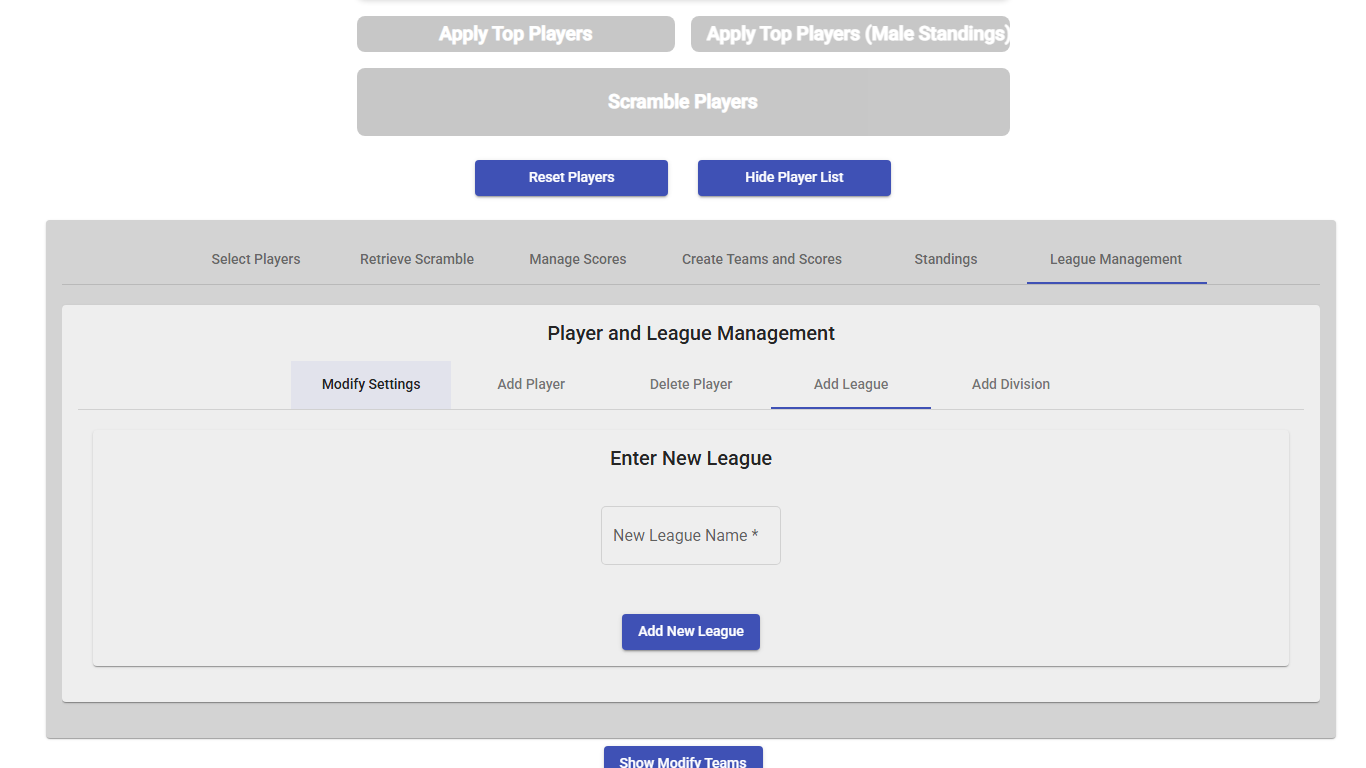 Apply Top Players
Apply Top Players (Male Standings)
Scramble Players
Reset Players
Hide Player List
Select Players
Retrieve Scramble
Manage Scores
Create Teams and Scores
Standings
League Management
Player and League Management
Modify Settings
Add Player
Delete Player
Add League
Add Division
Enter New League
New League Name *
Add New League
Show Modify Teams